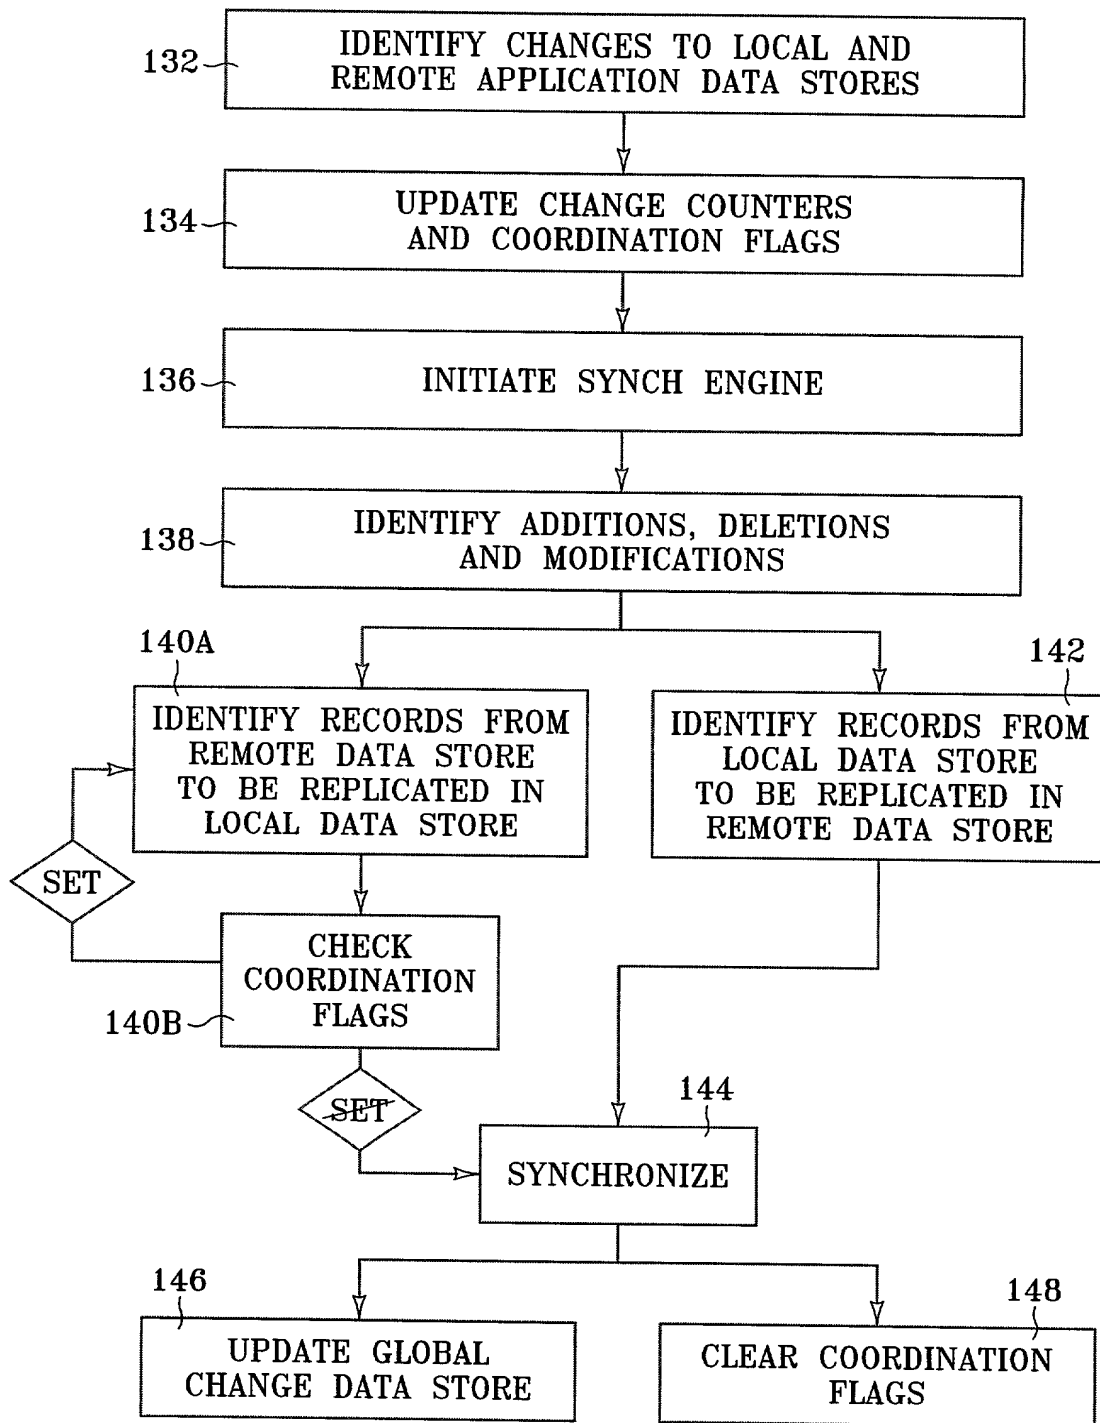 132
IDENTIFY CHANGES TO LOCAL AND
REMOTE APPLICATION DATA STORES
134
UPDATE CHANGE COUNTERS
AND COORDINATION FLAGS
136
INITIATE SYNCH ENGINE
138
IDENTIFY ADDITIONS, DELETIONS
AND MODIFICATIONS
140A
IDENTIFY RECORDS FROM
REMOTE DATA STORE
TO BE REPLICATED IN
LOCAL DATA STORE
142
IDENTIFY RECORDS FROM
LOCAL DATA STORE
TO BE REPLICATED IN
REMOTE DATA STORE
SET
CHECK
COORDINATION
FLAGS
140B
SET
144
SYNCHRONIZE
146
UPDATE GLOBAL
CHANGE DATA STORE
148
CLEAR COORDINATION
FLAGS